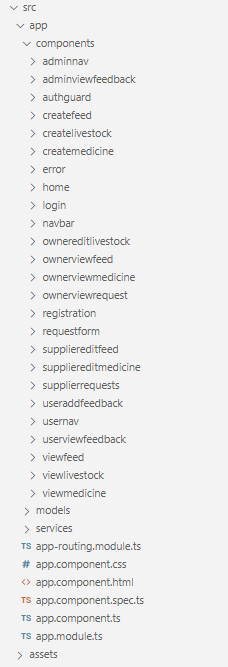 src
app
components
adminnav
adminviewfeedback
authguard
createfeed
createlivestock
createmedicine
error
home
login
navbar
ownereditlivestock
ownerviewfeed
ownerviewmedicine
ownerviewrequest
registration
requestform
suppliereditfeed
suppliereditmedicine
supplierrequests
useraddfeedback
usernav
userviewfeedback
viewfeed
viewlivestock
viewmedicine
models
services
TS app-routing.module.ts
# app.component.css
<> app.component.html
TS app.component.spec.ts
TS app.component.ts
TS app.module.ts
assets